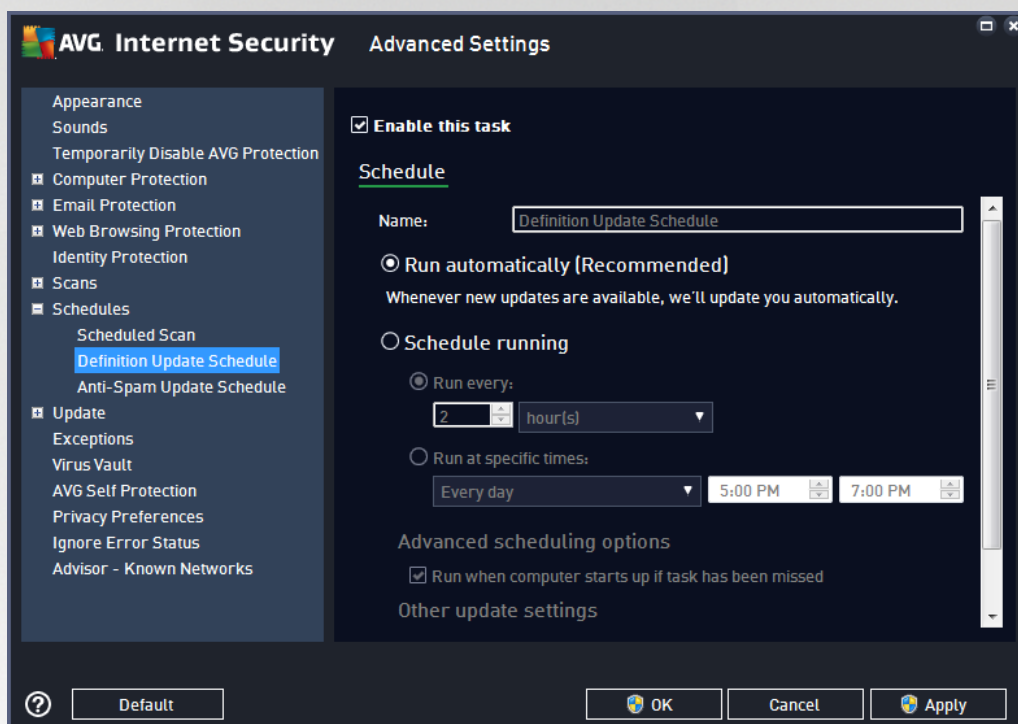 AVG. Internet Security Advanced Settings
Appearance
Sounds
Temporarily Disable AVG Protection
Computer Protection
Email Protection
Web Browsing Protection
Identity Protection
Scans
Schedules
Scheduled Scan
Definition Update Schedule
Anti-Spam Update Schedule
Update
Exceptions
Virus Vault
AVG Self Protection
Privacy Preferences
Ignore Error Status
Advisor - Known Networks
Enable this task
Schedule
Name: Definition Update Schedule
Run automatically (Recommended)
Whenever new updates are available, we'll update you automatically.
Schedule running
Run every:
2 hour(s)
Run at specific times:
Every day 5:00 PM 7:00 PM
Advanced scheduling options
Run when computer starts up if task has been missed
Other update settings
? Default OK Cancel Apply